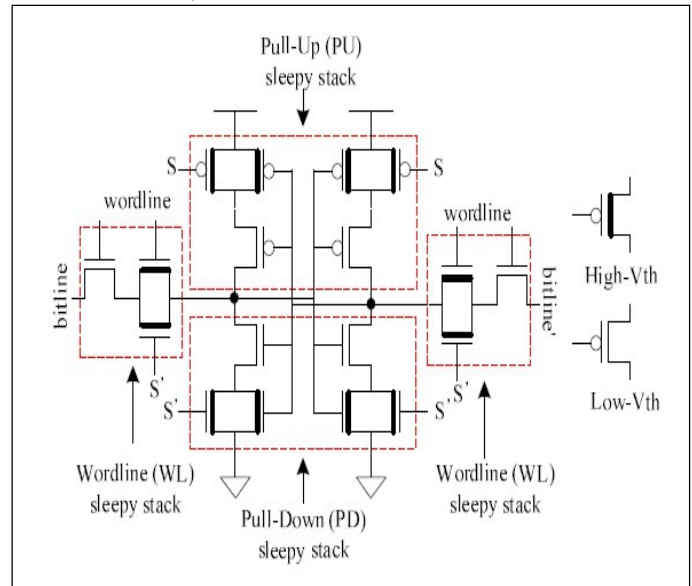 Pull-Up (PU)
sleepy stack
S
S
wordline
wordline
bitline
bitline'
High-Vth
Low-Vth
S'
S'
S'
S'
Wordline (WL)
sleepy stack
Pull-Down (PD)
sleepy stack
Wordline (WL)
sleepy stack